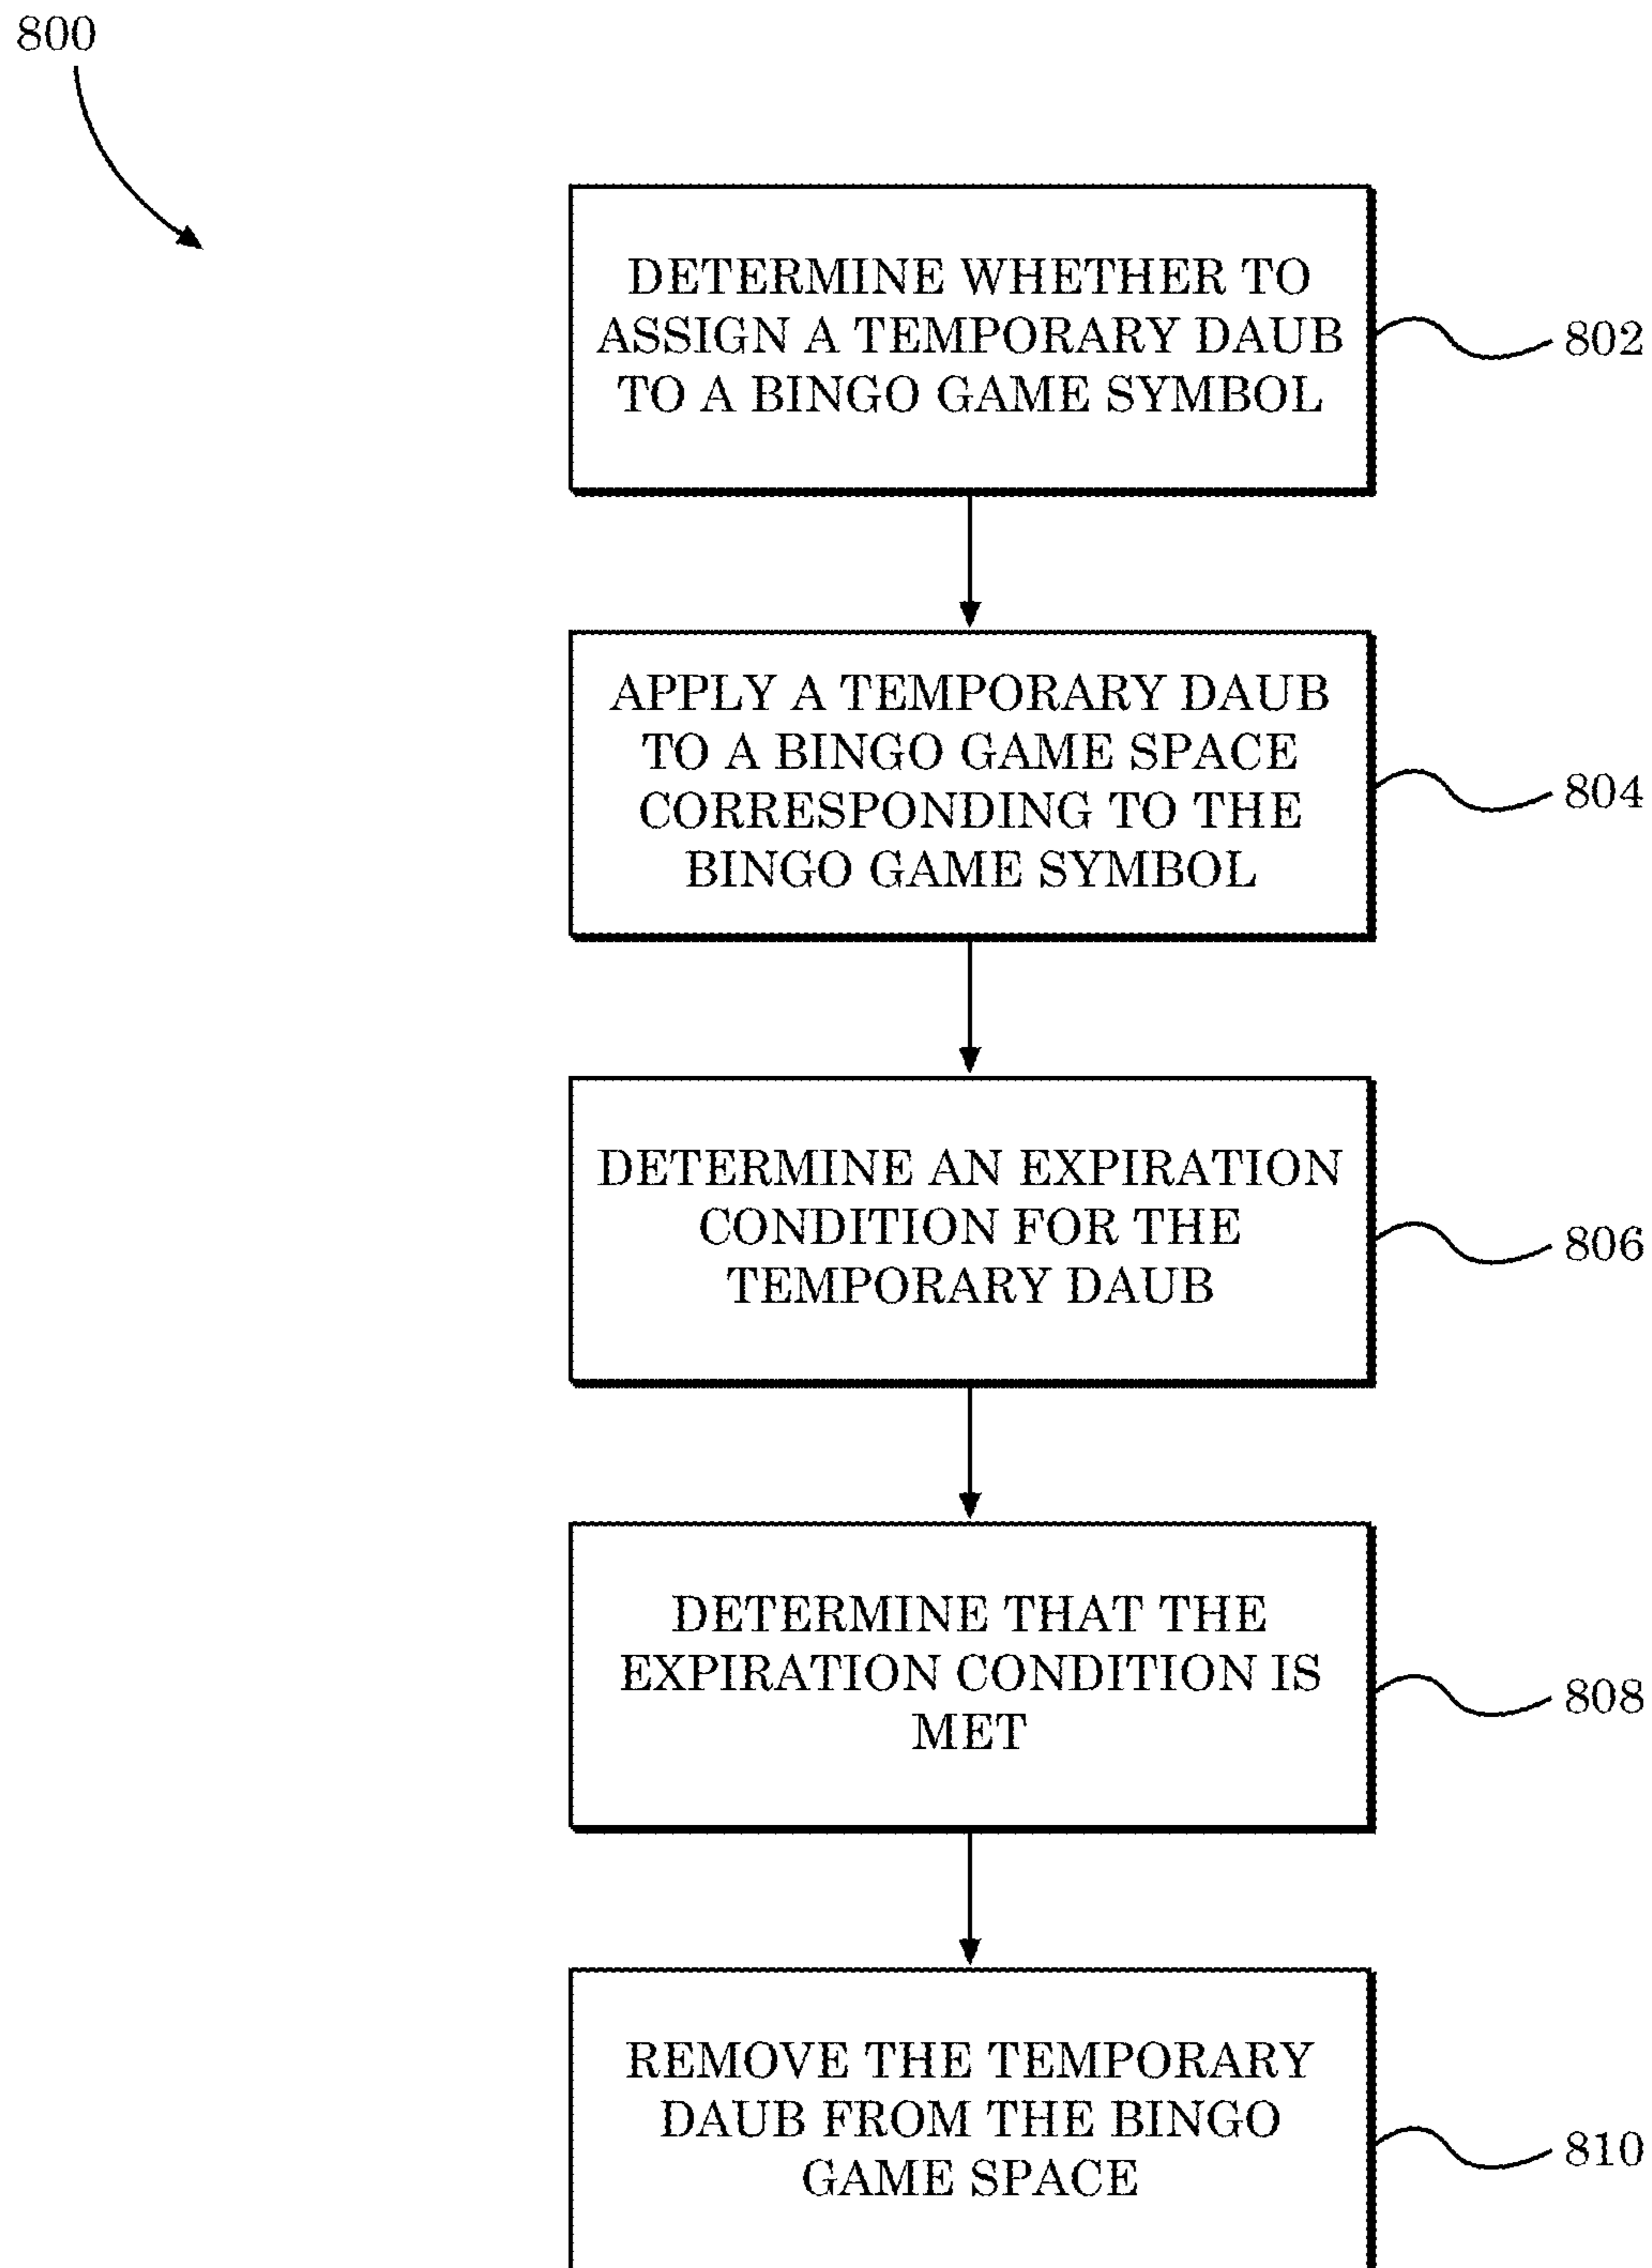 800
DETERMINE WHETHER TO
ASSIGN A TEMPORARY DAUB
TO A BINGO GAME SYMBOL
802
APPLY A TEMPORARY DAUB
TO A BINGO GAME SPACE
CORRESPONDING TO THE
BINGO GAME SYMBOL
804
DETERMINE AN EXPIRATION
CONDITION FOR THE
TEMPORARY DAUB
806
DETERMINE THAT THE
EXPIRATION CONDITION IS
MET
808
REMOVE THE TEMPORARY
DAUB FROM THE BINGO
GAME SPACE
810